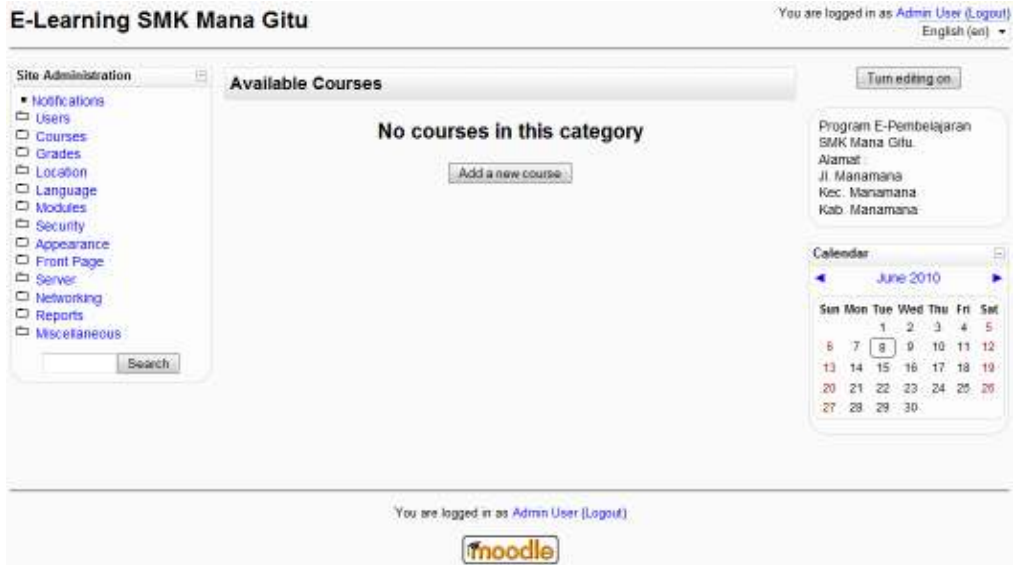 E-Learning SMK Mana Gitu
You are logged in as Admin User (Logout)
English (en)
Site Administration
Notifications
Users
Courses
Grades
Location
Language
Modules
Security
Appearance
Front Page
Server
Networking
Reports
Miscellaneous
Search
Available Courses
No courses in this category
Add a new course
Turn editing on
Program E-Pembelajaran
SMK Mana Gitu.
Alamat :
Jl. Manamana
Kec. Manamana
Kab. Manamana
Calendar
◄ June 2010 ►
Sun Mon Tue Wed Thu Fri Sat
1 2 3 4 5
6 7 8 9 10 11 12
13 14 15 16 17 18 19
20 21 22 23 24 25 26
27 28 29 30
You are logged in as Admin User (Logout)
moodle